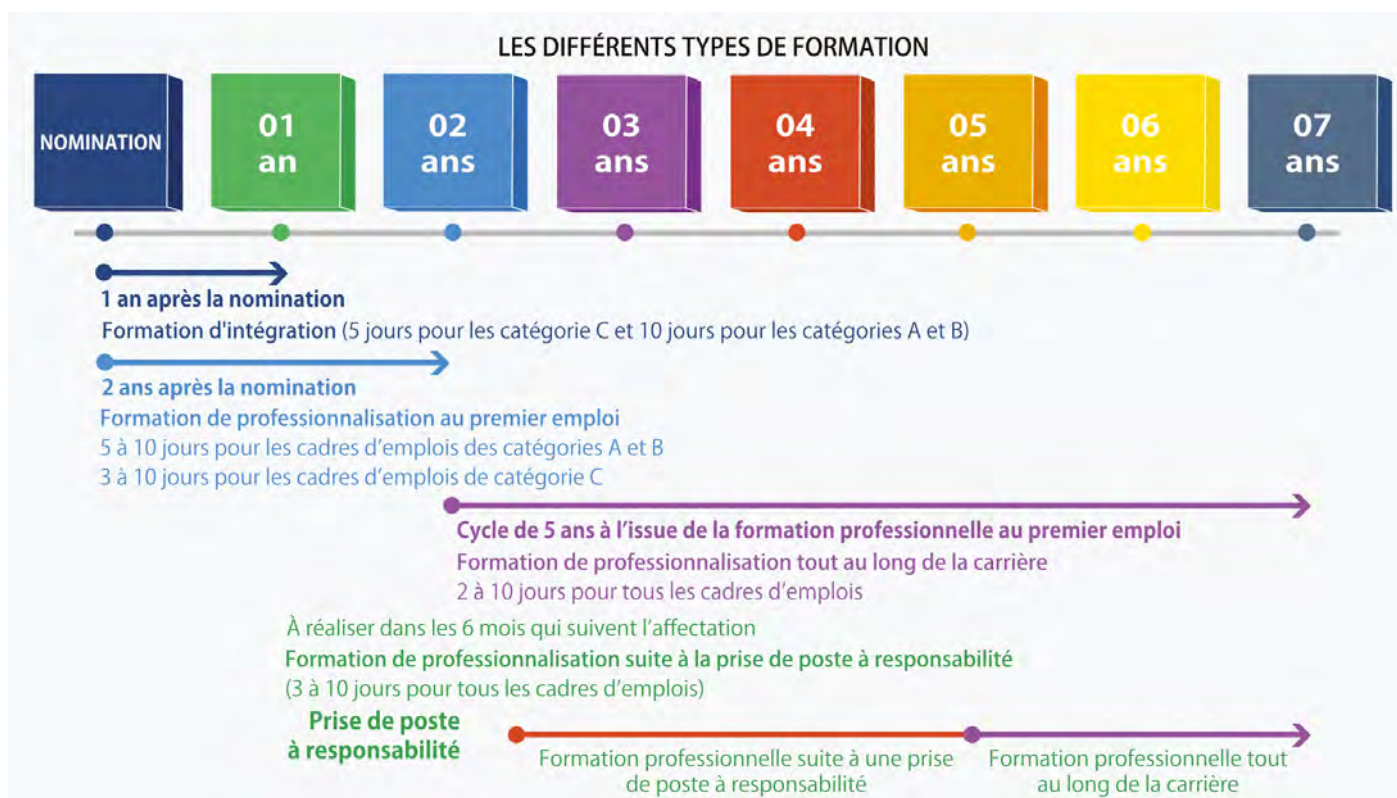 LES DIFFÉRENTS TYPES DE FORMATION
NOMINATION
01
an
02
ans
03
ans
04
ans
05
ans
06
ans
07
ans
1 an après la nomination
Formation d'intégration (5 jours pour les catégorie C et 10 jours pour les catégories A et B)
2 ans après la nomination
Formation de professionnalisation au premier emploi
5 à 10 jours pour les cadres d’emplois des catégories A et B
3 à 10 jours pour les cadres d’emplois de catégorie C
Cycle de 5 ans à l’issue de la formation professionnelle au premier emploi
Formation de professionnalisation tout au long de la carrière
2 à 10 jours pour tous les cadres d’emplois
À réaliser dans les 6 mois qui suivent l’affectation
Formation de professionnalisation suite à la prise de poste à responsabilité
(3 à 10 jours pour tous les cadres d’emplois)
Prise de poste
à responsabilité
Formation professionnelle suite à une prise
de poste à responsabilité
Formation professionnelle tout
au long de la carrière